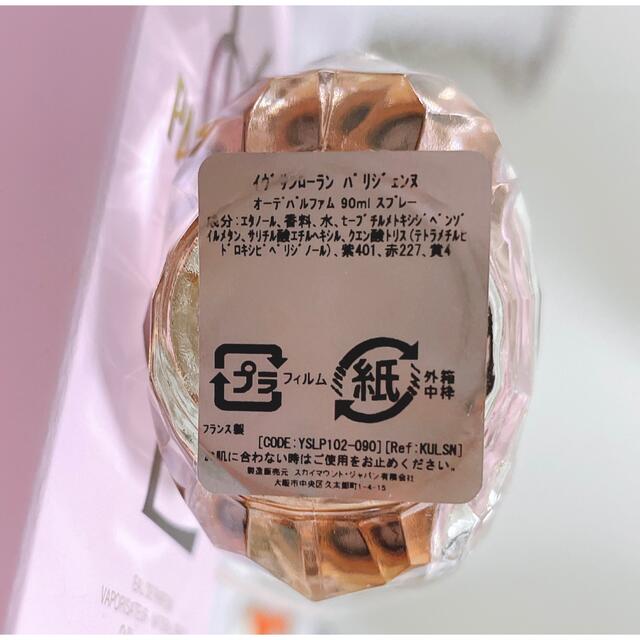 イヴ サンローラン パリジェンヌ
オーデパルファム 90ml スプレー
成分:エタノール、香料、水、t-ブチルメトキシジベンゾ
イルメタン、サリチル酸エチルヘキシル、クエン酸トリス(テトラメチルヒ
ドロキシピペリジノール)、紫401、赤227、黄4
プラ フィルム 紙 外箱
中枠
フランス製
[CODE:YSLP102-090][Ref:KULSN]
お肌に合わない時はご使用をお止めください。
製造販売元 スカイマウント・ジャパン有限会社
大阪市中央区久太郎町1-4-15